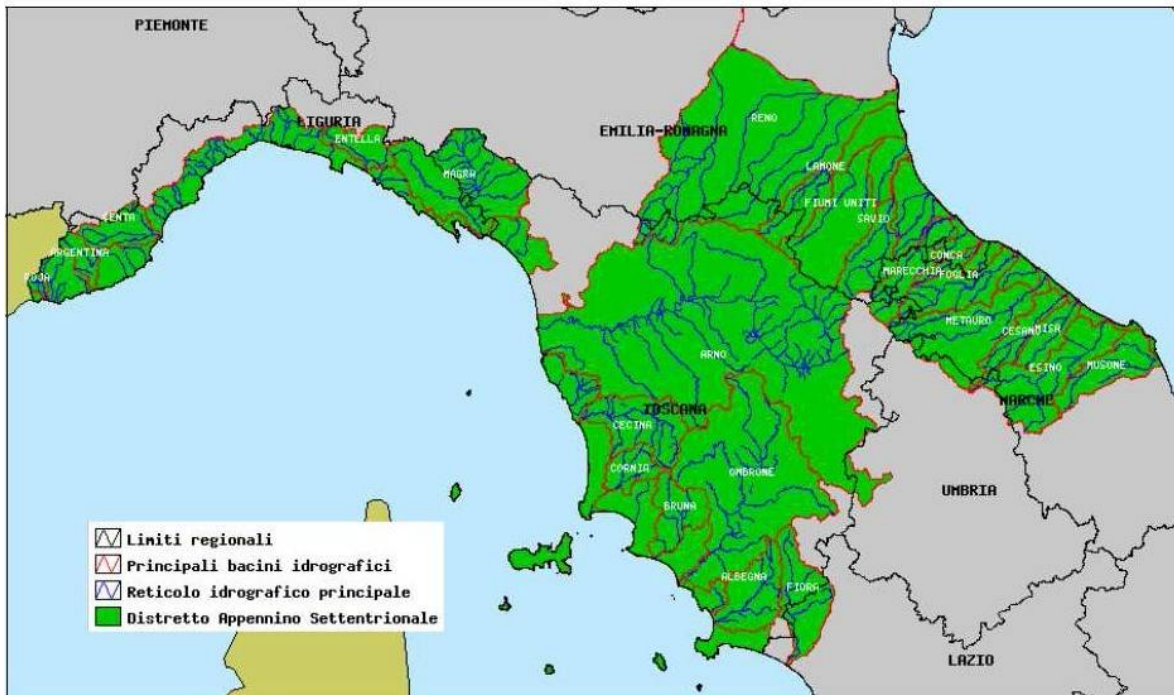 PIEMONTE
LIGURIA
ENTELLA
MAGRA
EMILIA-ROMAGNA
RENO
LAMONE
FIUMI UNITI
SAVIO
CENTA
ARGENTINA
ROJA
CONCA
MARECCHIA
FOGLIA
METAURO
CESANO
MISA
ESINO
MUSONE
MARCHE
ARNO
TOSCANA
CECINA
CORNIA
OMBRONE
BRUNA
UMBRIA
ALBEGNA
FIORA
LAZIO
Limiti regionali
Principali bacini idrografici
Reticolo idrografico principale
Distretto Appennino Settentrionale